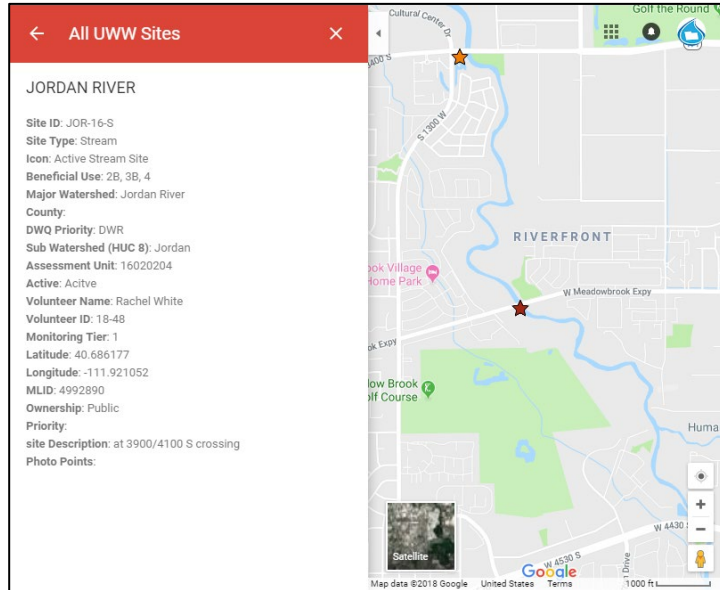 All UWW Sites
JORDAN RIVER
Site ID: JOR-16-S
Site Type: Stream
Icon: Active Stream Site
Beneficial Use: 2B, 3B, 4
Major Watershed: Jordan River
County:
DWQ Priority: DWR
Sub Watershed (HUC 8): Jordan
Assessment Unit: 16020204
Active: Acitve
Volunteer Name: Rachel White
Volunteer ID: 18-48
Monitoring Tier: 1
Latitude: 40.686177
Longitude: -111.921052
MLID: 4992890
Ownership: Public
Priority:
site Description: at 3900/4100 S crossing
Photo Points:
Golf the Round
Cultural Center Dr
3400 S
S 1300 W
RIVERFRONT
ook Village
Home Park
W Meadowbrook Expy
ok Expy
low Brook
olf Course
Huma
W 4430 S
W 4530 S
n Drive
Satellite
Google
Map data ©2018 Google United States Terms 1000 ft